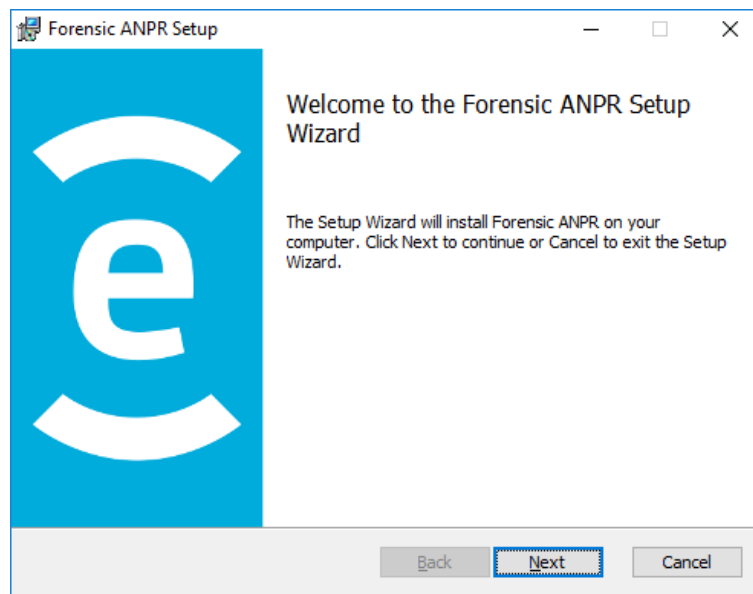 Forensic ANPR Setup
Welcome to the Forensic ANPR Setup
Wizard
The Setup Wizard will install Forensic ANPR on your
computer. Click Next to continue or Cancel to exit the Setup
Wizard.
e
Back Next Cancel